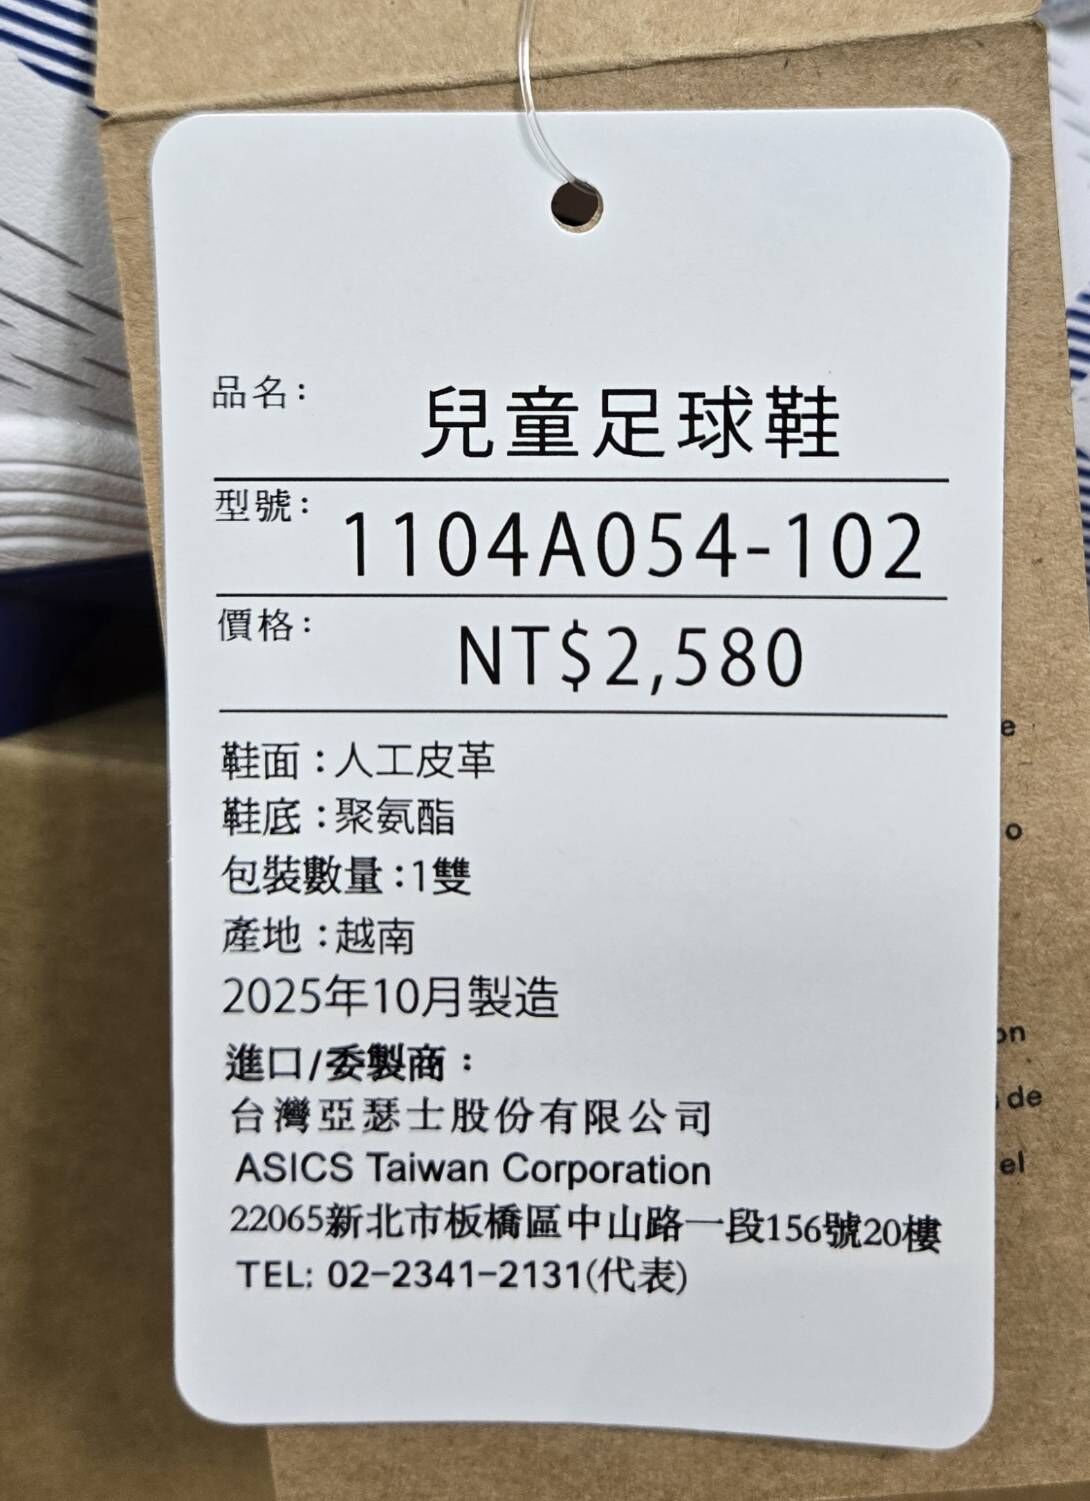 品名：
兒童足球鞋
型號：
1104A054-102
價格：
NT$2,580
鞋面：人工皮革
鞋底：聚氨酯
包裝數量：1雙
產地：越南
2025年10月製造
進口/委製商：
台灣亞瑟士股份有限公司
ASICS Taiwan Corporation
22065新北市板橋區中山路一段156號20樓
TEL: 02-2341-2131(代表)
e
o
on
de
el